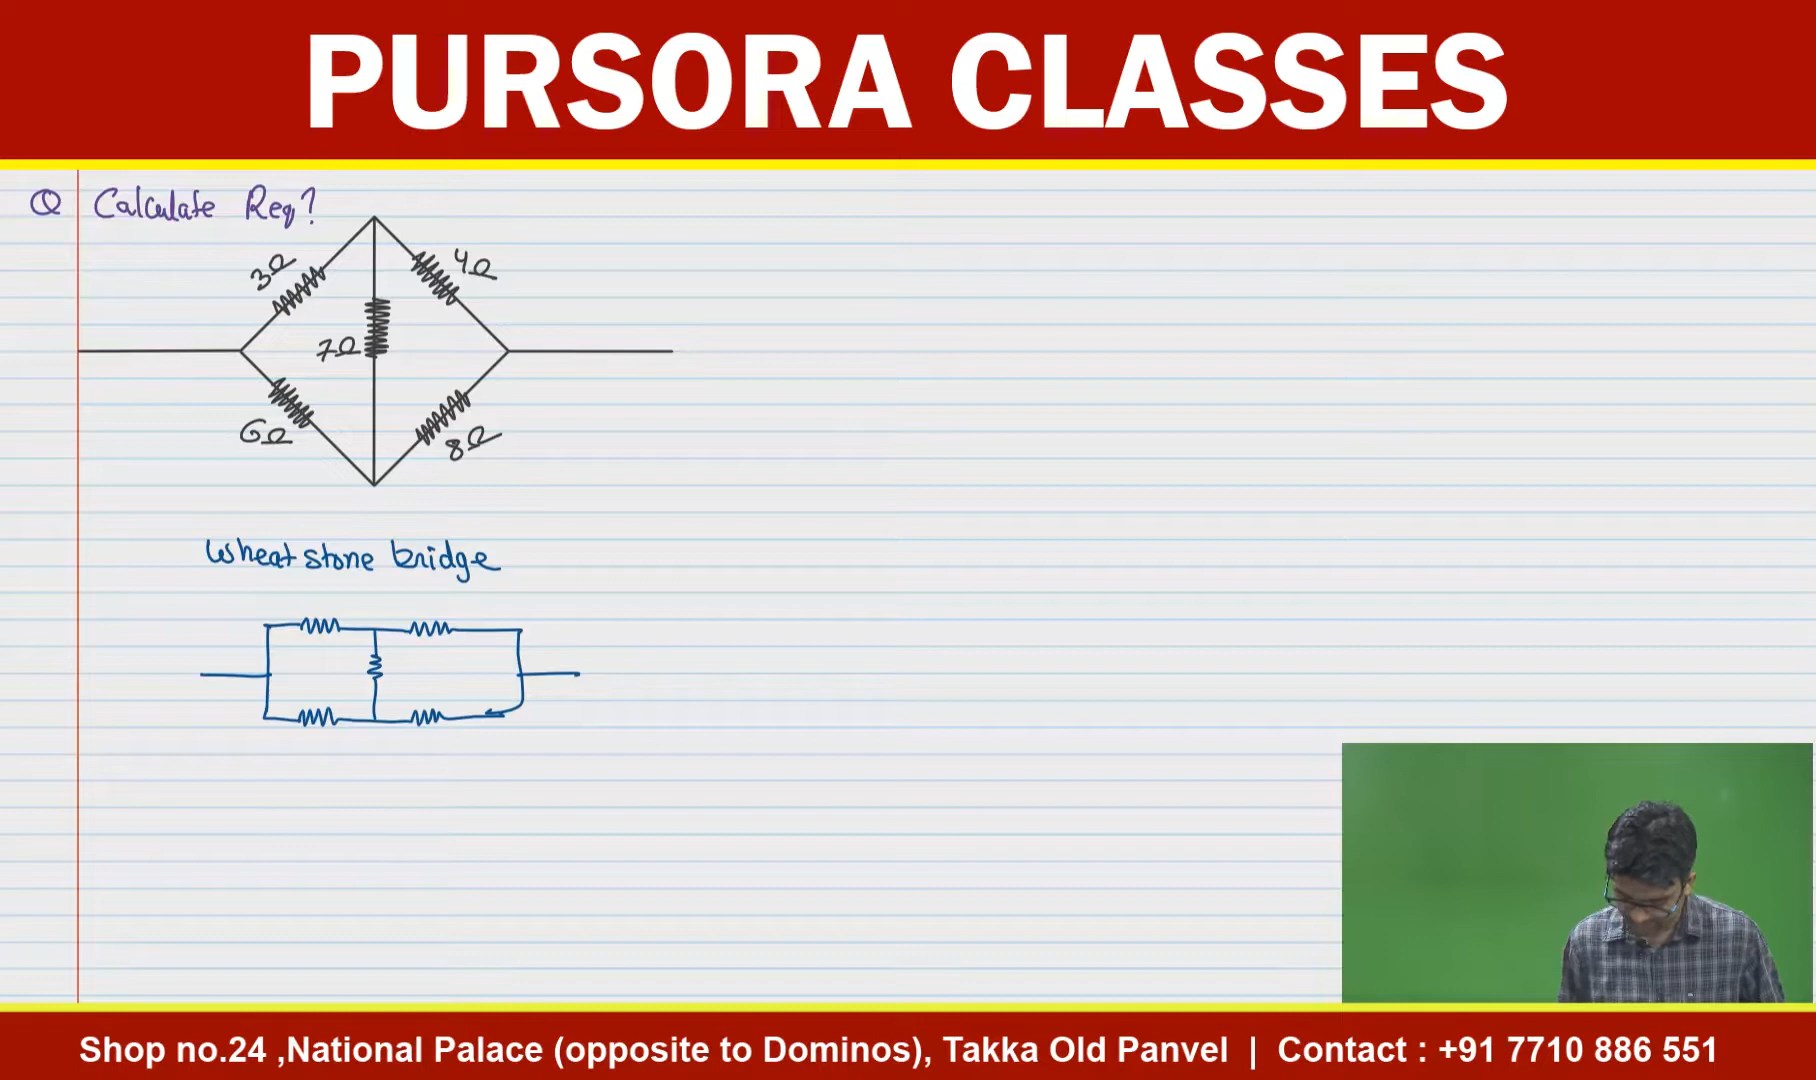 PURSORA CLASSES
Q Calculate Req?
3Ω
4Ω
7Ω
6Ω
8Ω
Wheatstone bridge
Shop no.24 ,National Palace (opposite to Dominos), Takka Old Panvel | Contact : +91 7710 886 551